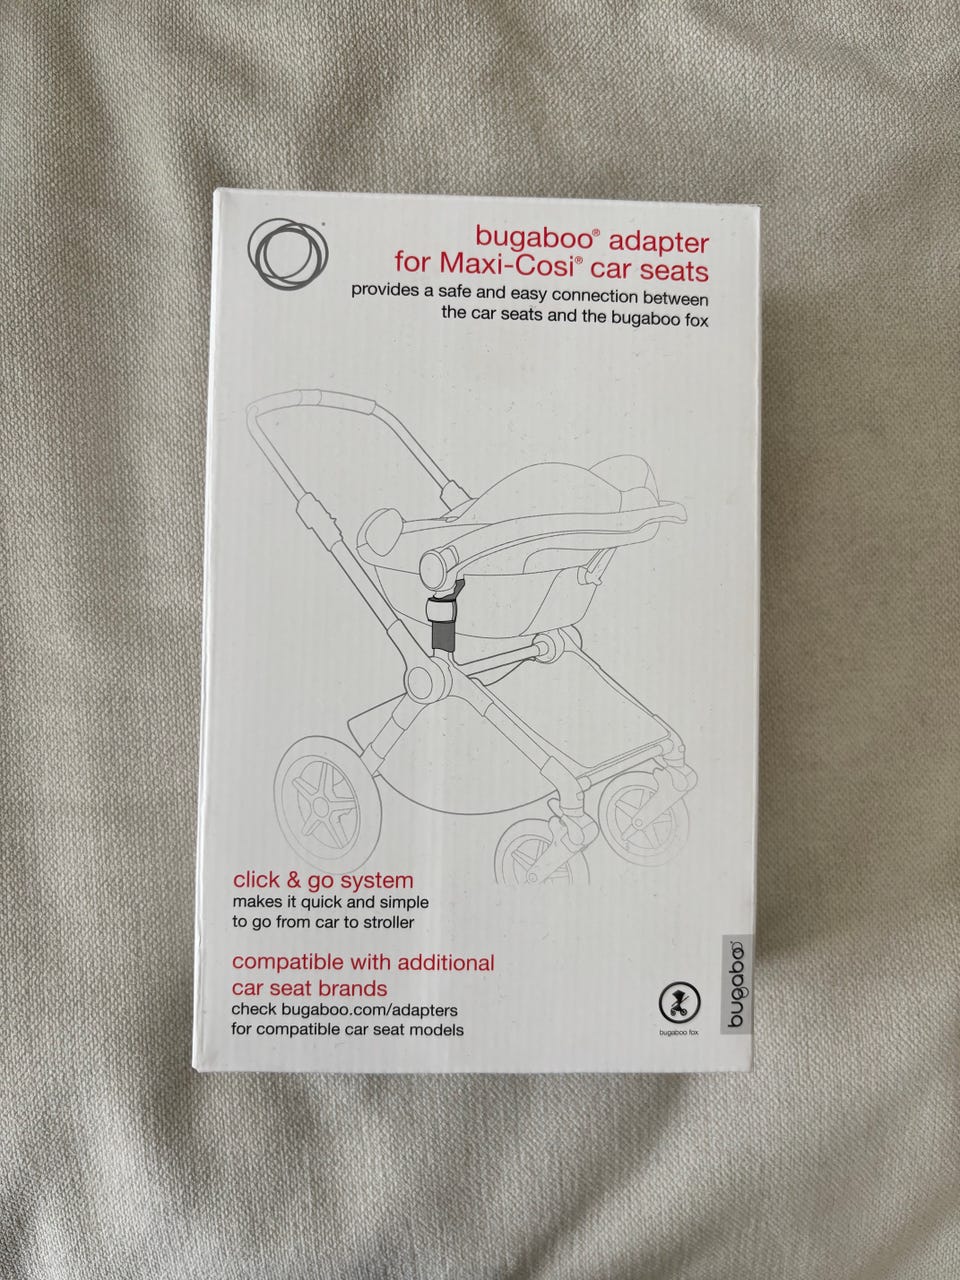 bugaboo® adapter
for Maxi-Cosi® car seats
provides a safe and easy connection between
the car seats and the bugaboo fox
click & go system
makes it quick and simple
to go from car to stroller
compatible with additional
car seat brands
check bugaboo.com/adapters
for compatible car seat models
bugaboo fox
bugaboo